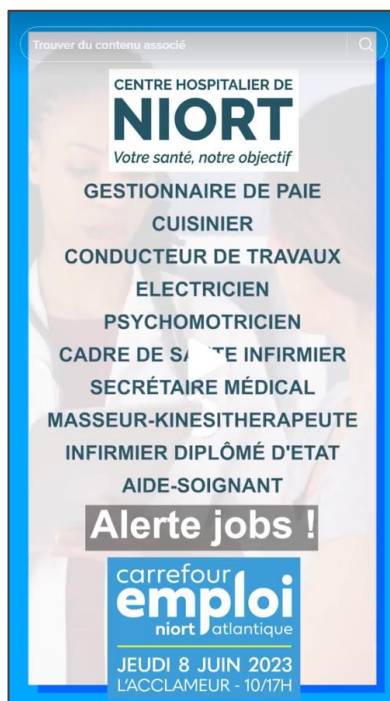 Trouver du contenu associé
CENTRE HOSPITALIER DE
NIORT
Votre santé, notre objectif
GESTIONNAIRE DE PAIE
CUISINIER
CONDUCTEUR DE TRAVAUX
ELECTRICIEN
PSYCHOMOTRICIEN
CADRE DE SANTE INFIRMIER
SECRÉTAIRE MÉDICAL
MASSEUR-KINESITHERAPEUTE
INFIRMIER DIPLÔMÉ D'ETAT
AIDE-SOIGNANT
Alerte jobs !
carrefour
emploi
niort atlantique
JEUDI 8 JUIN 2023
L'ACCLAMEUR - 10/17H